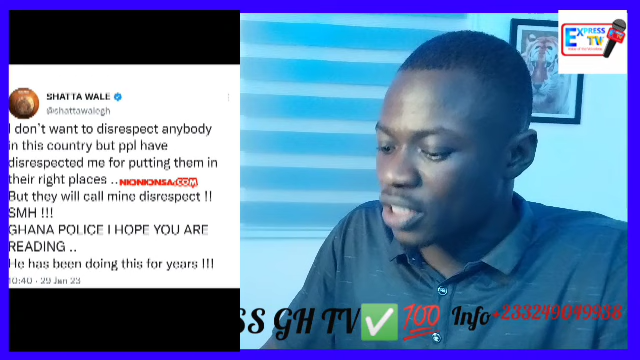 SHATTA WALE
@shattawalegh
I don't want to disrespect anybody
in this country but ppl have
disrespected me for putting them in
their right places .. NIONIONSA.COM
But they will call mine disrespect !!
SMH !!!
GHANA POLICE I HOPE YOU ARE
READING ..
He has been doing this for years !!!
10:40 · 29 Jan 23
EXPRESS
TV
SS GH TV✅💯 Info+233249049938